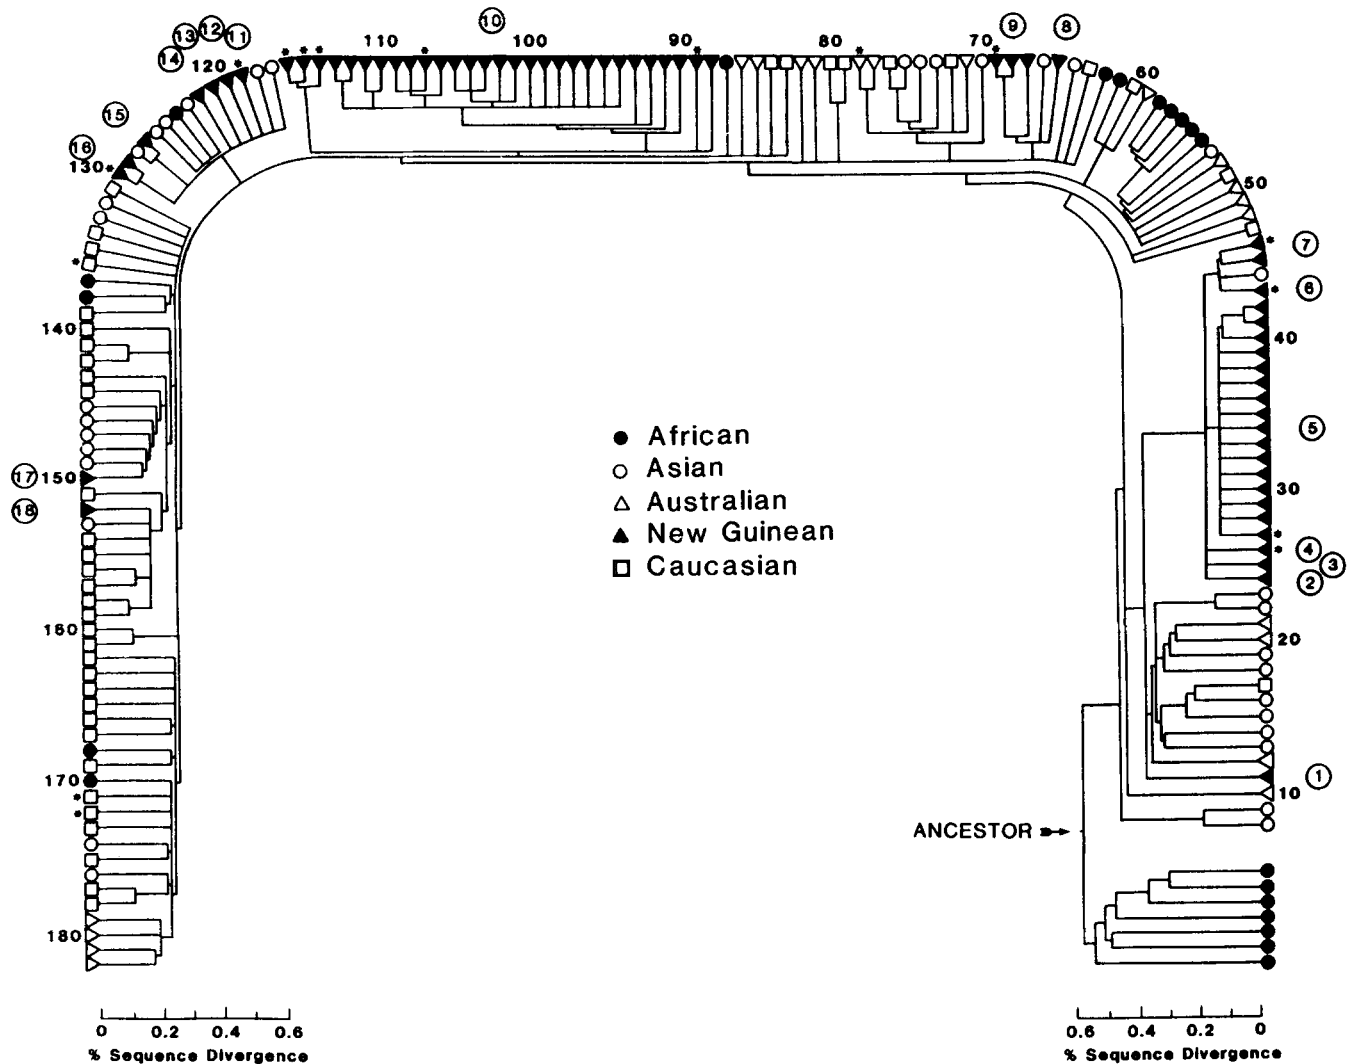 13 12 11
14 120
10
110 100 90 80 70
9 8
60
15
16
130
50
7
6
140
40
African
Asian
Australian
New Guinean
Caucasian
5
17 150
30
18
4
3
2
160
20
170
1
10
ANCESTOR
180
0 0.2 0.4 0.6
% Sequence Divergence
0.6 0.4 0.2 0
% Sequence Divergence